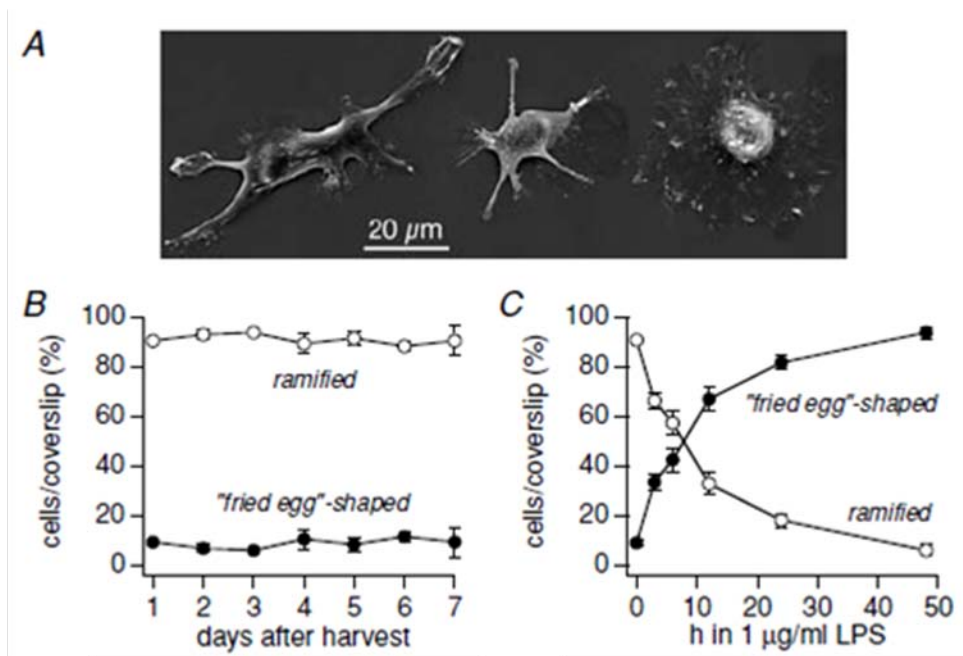 A
20 µm
B
100
80
60
40
20
0
cells/coverslip (%)
ramified
"fried egg"-shaped
1 2 3 4 5 6 7
days after harvest
C
100
80
60
40
20
0
cells/coverslip (%)
"fried egg"-shaped
ramified
0 10 20 30 40 50
h in 1 µg/ml LPS